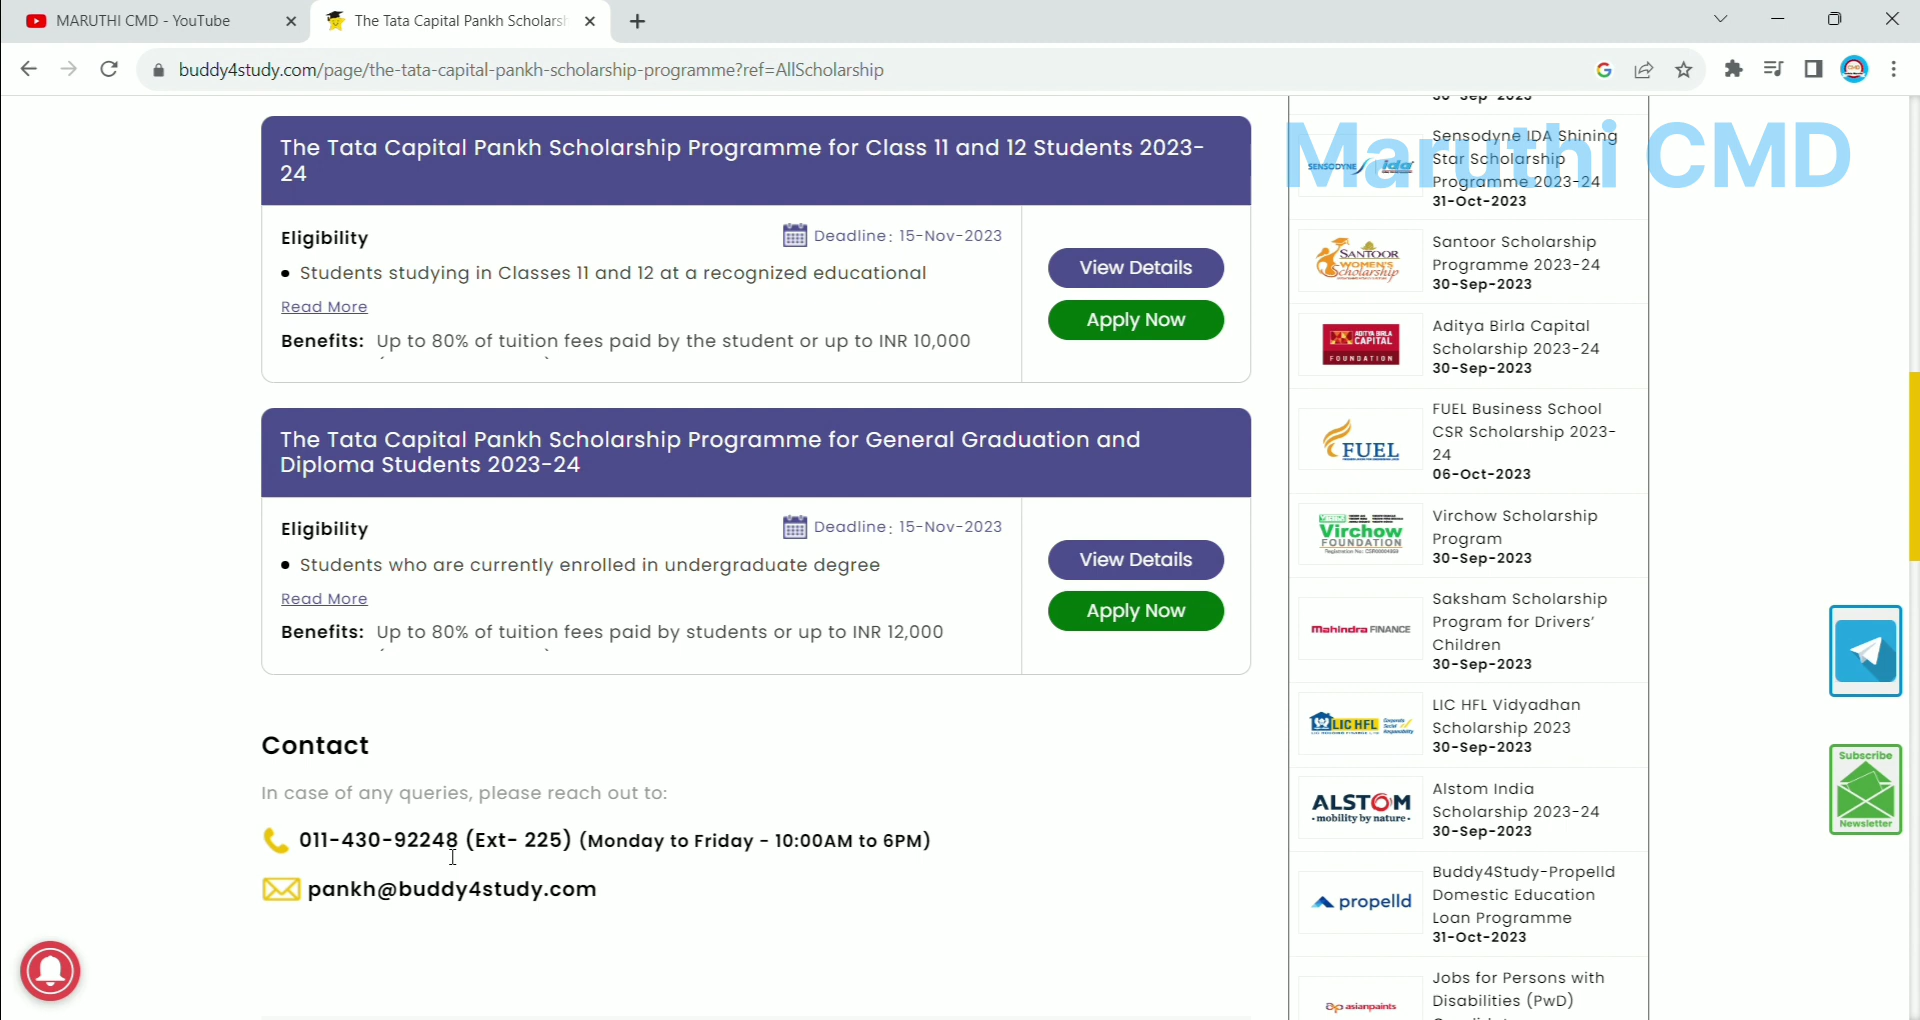 MARUTHI CMD - YouTube
The Tata Capital Pankh Scholars
buddy4study.com/page/the-tata-capital-pankh-scholarship-programme?ref=AllScholarship
The Tata Capital Pankh Scholarship Programme for Class 11 and 12 Students 2023-
24
Eligibility
Deadline: 15-Nov-2023
• Students studying in Classes 11 and 12 at a recognized educational
Read More
Benefits: Up to 80% of tuition fees paid by the student or up to INR 10,000
View Details
Apply Now
The Tata Capital Pankh Scholarship Programme for General Graduation and
Diploma Students 2023-24
Eligibility
Deadline: 15-Nov-2023
• Students who are currently enrolled in undergraduate degree
Read More
Benefits: Up to 80% of tuition fees paid by students or up to INR 12,000
View Details
Apply Now
Contact
In case of any queries, please reach out to:
011-430-92248 (Ext- 225) (Monday to Friday - 10:00AM to 6PM)
pankh@buddy4study.com
30-Sep-2023
Maruthi CMD
SENSODYNE ida
Sensodyne IDA Shining
Star Scholarship
Programme 2023-24
31-Oct-2023
SANTOOR
WOMEN'S
Scholarship
Santoor Scholarship
Programme 2023-24
30-Sep-2023
ADITYA BIRLA
CAPITAL
FOUNDATION
Aditya Birla Capital
Scholarship 2023-24
30-Sep-2023
FUEL
FUEL Business School
CSR Scholarship 2023-
24
06-Oct-2023
Virchow
FOUNDATION
Virchow Scholarship
Program
30-Sep-2023
Mahindra FINANCE
Saksham Scholarship
Program for Drivers'
Children
30-Sep-2023
LIC HFL
LIC HFL Vidyadhan
Scholarship 2023
30-Sep-2023
ALSTOM
• mobility by nature •
Alstom India
Scholarship 2023-24
30-Sep-2023
propelld
Buddy4Study-Propelld
Domestic Education
Loan Programme
31-Oct-2023
asianpaints
Jobs for Persons with
Disabilities (PwD)
Subscribe
Newsletter